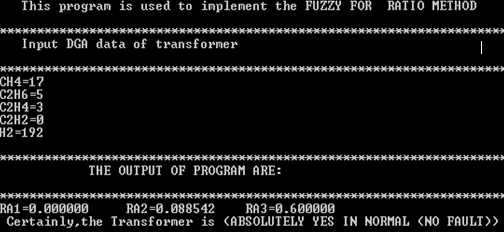 This program is used to implement the FUZZY FOR RATIO METHOD
****************************************************************
Input DGA data of transformer
****************************************************************
CH4=17
C2H6=5
C2H4=3
C2H2=0
H2=192
****************************************************************
THE OUTPUT OF PROGRAM ARE:
****************************************************************
RA1=0.000000 RA2=0.088542 RA3=0.600000
Certainly,the Transformer is (ABSOLUTELY YES IN NORMAL (NO FAULT))